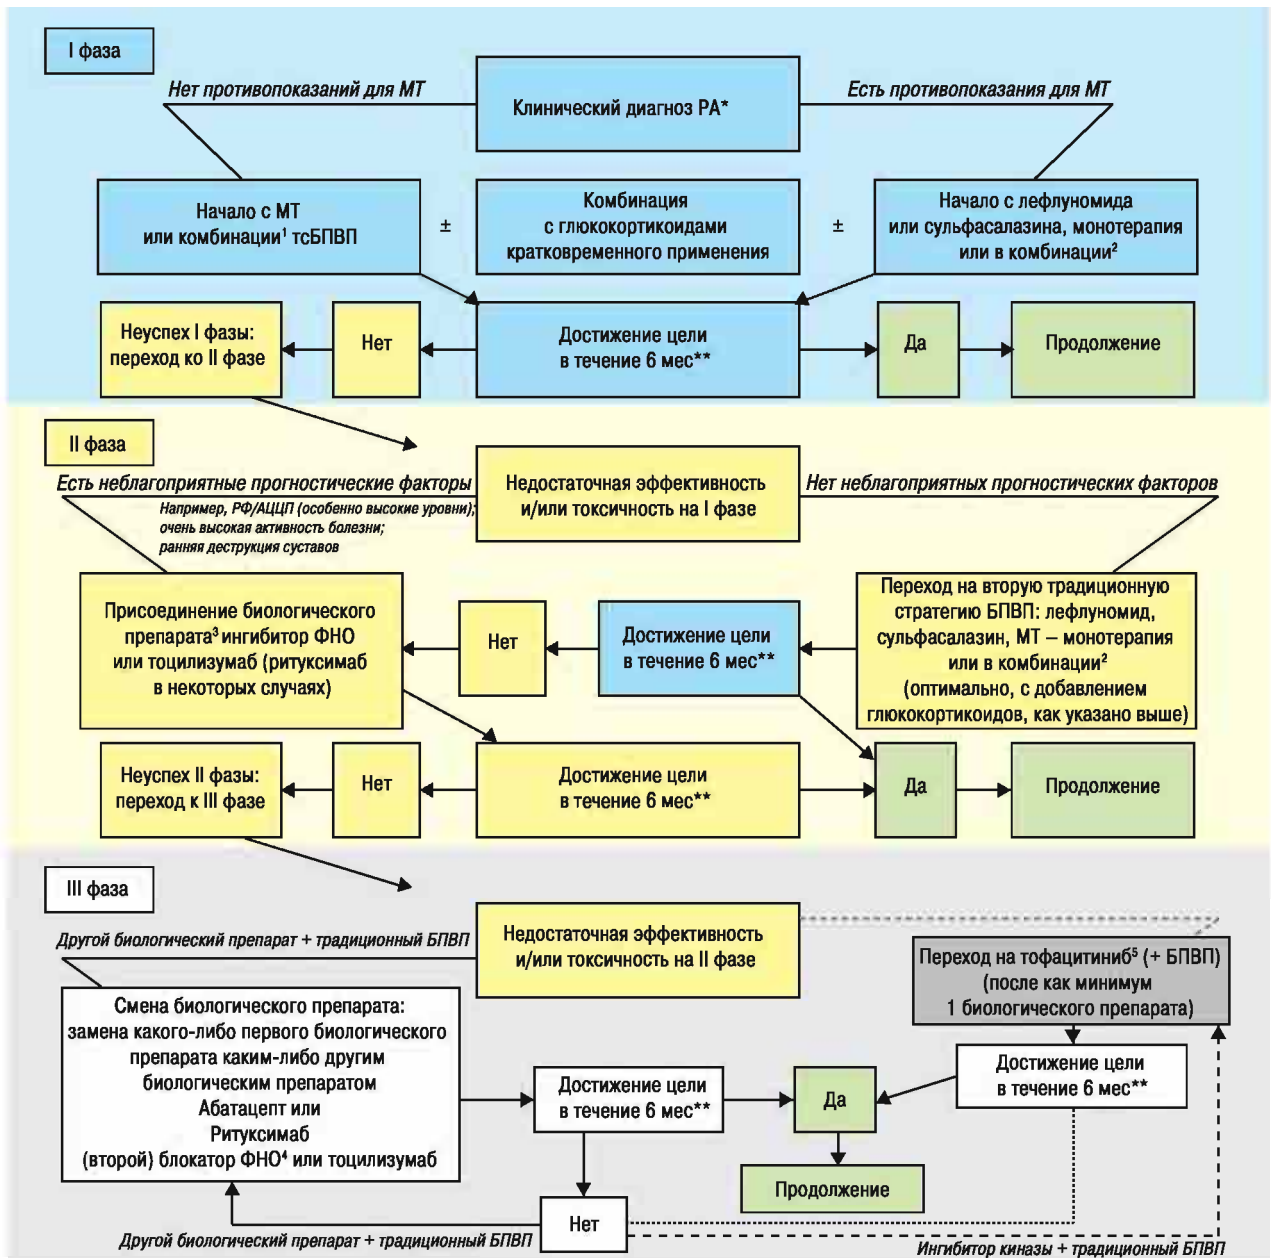 I фаза
Нет противопоказаний для МТ
Клинический диагноз РА*
Есть противопоказания для МТ
Начало с МТ
или комбинации¹ тсБПВП
±
Комбинация
с глюкокортикоидами
кратковременного применения
±
Начало с лефлуномида
или сульфасалазина, монотерапия
или в комбинации²
Неуспех I фазы:
переход ко II фазе
Нет
Достижение цели
в течение 6 мес**
Да
Продолжение
II фаза
Есть неблагоприятные прогностические факторы
Например, РФ/АЦЦП (особенно высокие уровни);
очень высокая активность болезни;
ранняя деструкция суставов
Недостаточная эффективность
и/или токсичность на I фазе
Нет неблагоприятных прогностических факторов
Присоединение биологического
препарата³ ингибитор ФНО
или тоцилизумаб (ритуксимаб
в некоторых случаях)
Нет
Достижение цели
в течение 6 мес**
Переход на вторую традиционную
стратегию БПВП: лефлуномид,
сульфасалазин, МТ – монотерапия
или в комбинации²
(оптимально, с добавлением
глюкокортикоидов, как указано выше)
Неуспех II фазы:
переход к III фазе
Нет
Достижение цели
в течение 6 мес**
Да
Продолжение
III фаза
Другой биологический препарат + традиционный БПВП
Недостаточная эффективность
и/или токсичность на II фазе
Переход на тофацитиниб⁵ (+ БПВП)
(после как минимум
1 биологического препарата)
Смена биологического препарата:
замена какого-либо первого биологического
препарата каким-либо другим
биологическим препаратом
Абатацепт или
Ритуксимаб
(второй) блокатор ФНО⁴ или тоцилизумаб
Достижение цели
в течение 6 мес**
Да
Достижение цели
в течение 6 мес**
Продолжение
Нет
Другой биологический препарат + традиционный БПВП
Ингибитор киназы + традиционный БПВП